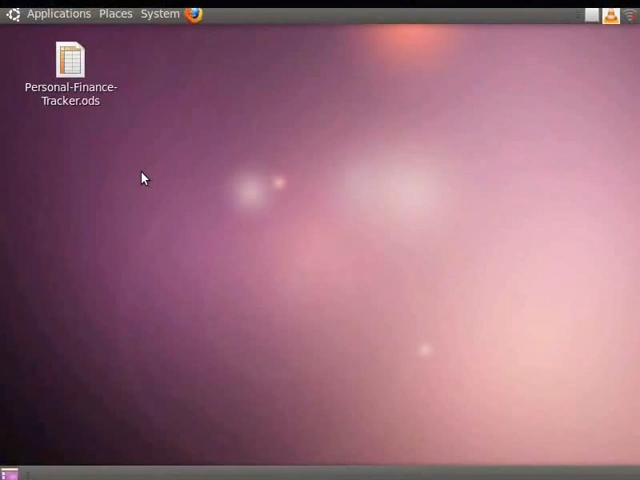 Applications Places System
Personal-Finance-
Tracker.ods